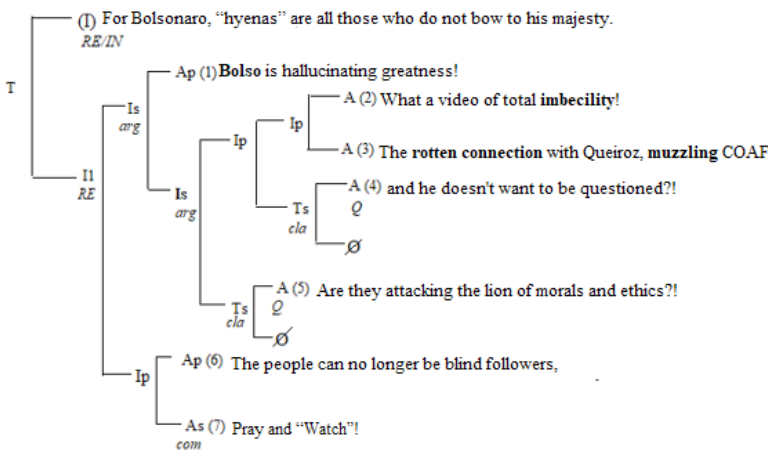 (I) For Bolsonaro, “hyenas” are all those who do not bow to his majesty.
RE/IN
Ap (1) Bolso is hallucinating greatness!
T
Is
arg
A (2) What a video of total imbecility!
Ip
Ip
A (3) The rotten connection with Queiroz, muzzling COAF
I1
RE
Is
arg
A (4) and he doesn't want to be questioned?!
Q
Ts
cla
Ø
A (5) Are they attacking the lion of morals and ethics?!
Q
Ts
cla
Ø
Ap (6) The people can no longer be blind followers,
Ip
As (7) Pray and “Watch”!
com